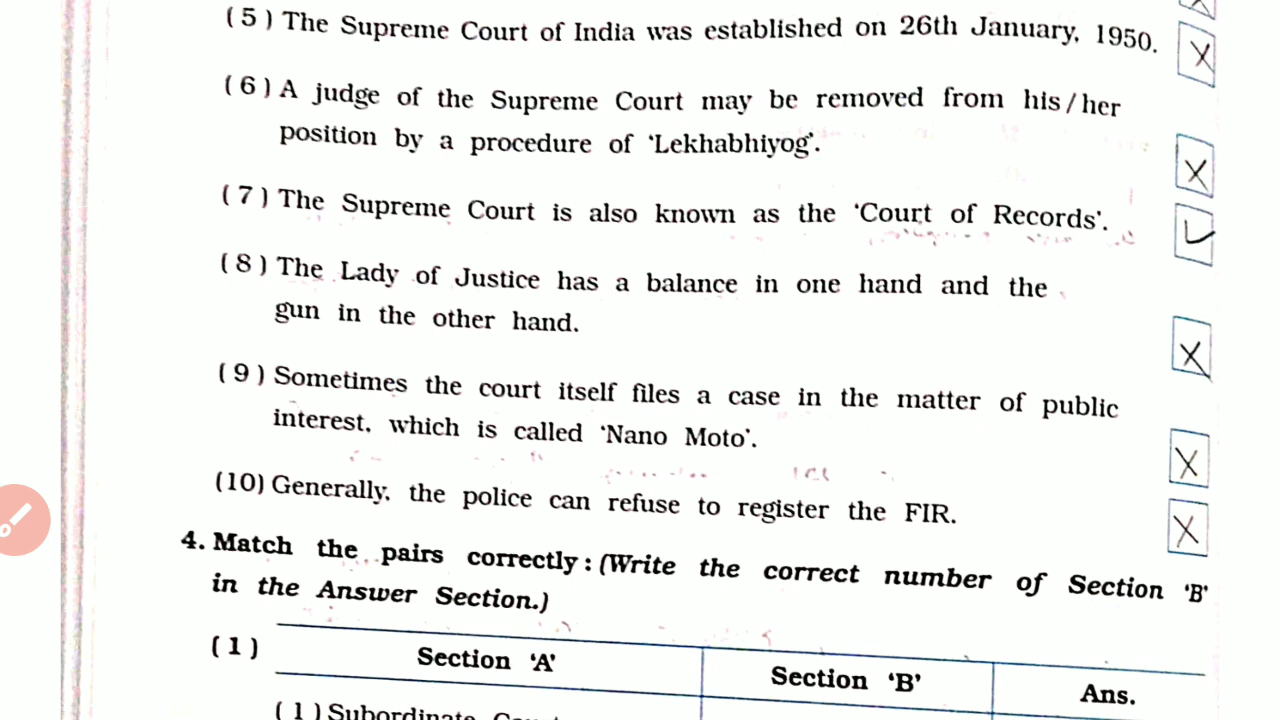 ( 5 ) The Supreme Court of India was established on 26th January, 1950. X
( 6 ) A judge of the Supreme Court may be removed from his / her
position by a procedure of ‘Lekhabhiyog’. X
( 7 ) The Supreme Court is also known as the ‘Court of Records’. ✓
( 8 ) The Lady of Justice has a balance in one hand and the
gun in the other hand. X
( 9 ) Sometimes the court itself files a case in the matter of public
interest, which is called ‘Nano Moto’. X
(10) Generally, the police can refuse to register the FIR. X
4. Match the pairs correctly : (Write the correct number of Section ‘B’
in the Answer Section.)
( 1 ) Section ‘A’ Section ‘B’ Ans.
( 1 ) Subordinate